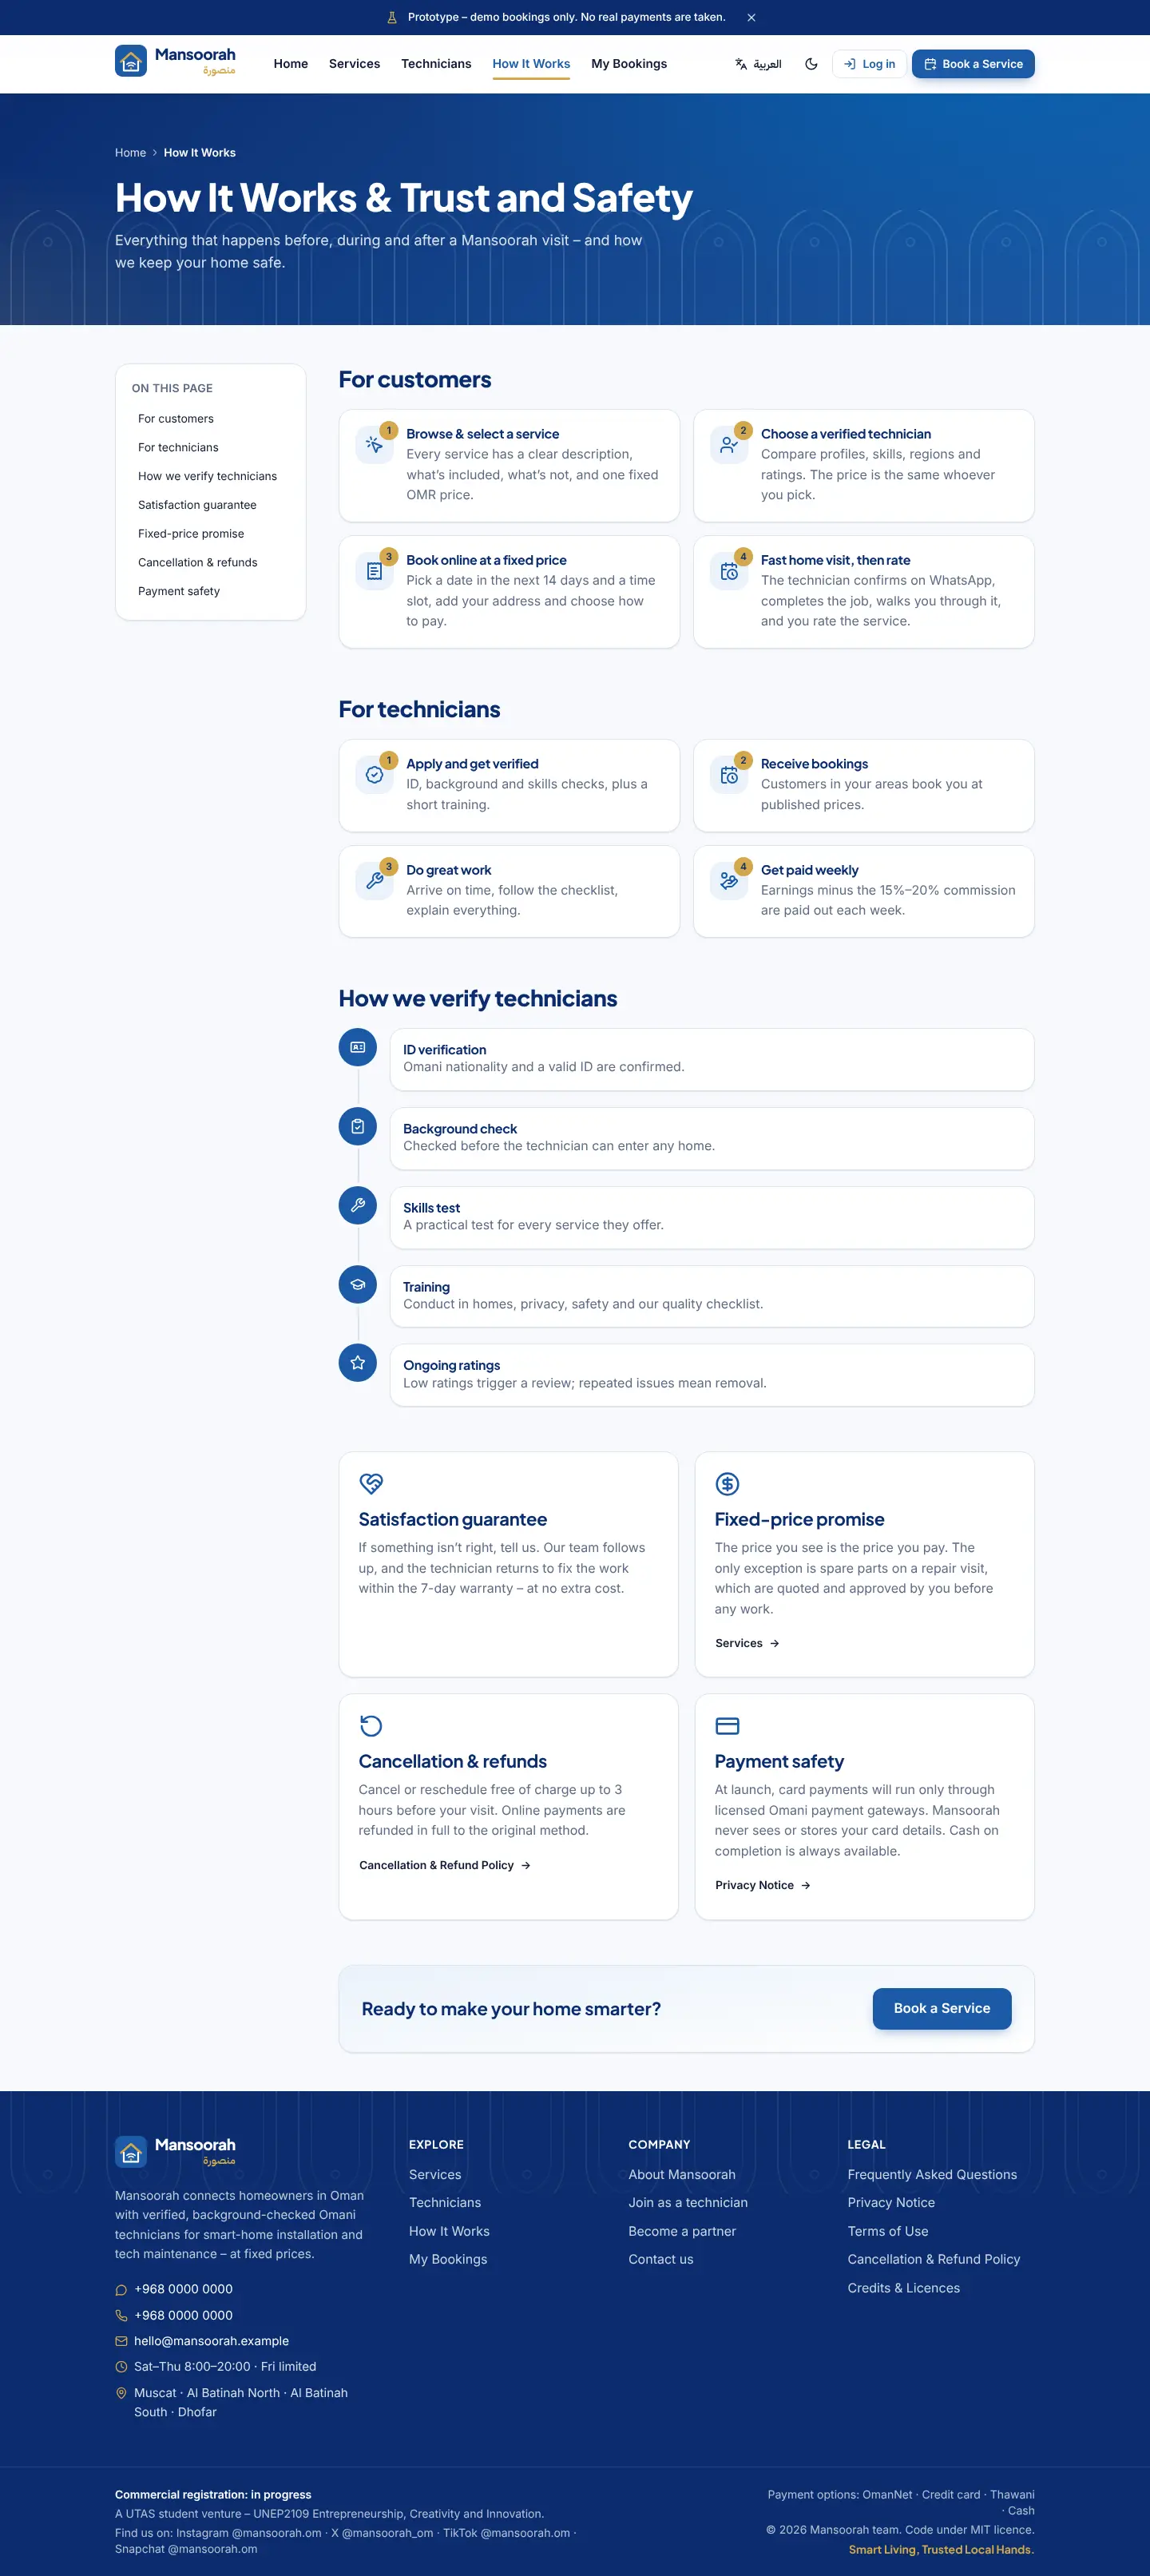 Prototype – demo bookings only. No real payments are taken.
Mansoorah
منصورة
Home
Services
Technicians
How It Works
My Bookings
العربية
Log in
Book a Service
Home
How It Works
How It Works & Trust and Safety
Everything that happens before, during and after a Mansoorah visit – and how
we keep your home safe.
ON THIS PAGE
For customers
For technicians
How we verify technicians
Satisfaction guarantee
Fixed-price promise
Cancellation & refunds
Payment safety
For customers
1
Browse & select a service
Every service has a clear description,
what’s included, what’s not, and one fixed
OMR price.
2
Choose a verified technician
Compare profiles, skills, regions and
ratings. The price is the same whoever
you pick.
3
Book online at a fixed price
Pick a date in the next 14 days and a time
slot, add your address and choose how
to pay.
4
Fast home visit, then rate
The technician confirms on WhatsApp,
completes the job, walks you through it,
and you rate the service.
For technicians
1
Apply and get verified
ID, background and skills checks, plus a
short training.
2
Receive bookings
Customers in your areas book you at
published prices.
3
Do great work
Arrive on time, follow the checklist,
explain everything.
4
Get paid weekly
Earnings minus the 15%–20% commission
are paid out each week.
How we verify technicians
ID verification
Omani nationality and a valid ID are confirmed.
Background check
Checked before the technician can enter any home.
Skills test
A practical test for every service they offer.
Training
Conduct in homes, privacy, safety and our quality checklist.
Ongoing ratings
Low ratings trigger a review; repeated issues mean removal.
Satisfaction guarantee
If something isn’t right, tell us. Our team follows
up, and the technician returns to fix the work
within the 7-day warranty – at no extra cost.
Fixed-price promise
The price you see is the price you pay. The
only exception is spare parts on a repair visit,
which are quoted and approved by you before
any work.
Services →
Cancellation & refunds
Cancel or reschedule free of charge up to 3
hours before your visit. Online payments are
refunded in full to the original method.
Cancellation & Refund Policy →
Payment safety
At launch, card payments will run only through
licensed Omani payment gateways. Mansoorah
never sees or stores your card details. Cash on
completion is always available.
Privacy Notice →
Ready to make your home smarter?
Book a Service
Mansoorah
منصورة
Mansoorah connects homeowners in Oman
with verified, background-checked Omani
technicians for smart-home installation and
tech maintenance – at fixed prices.
+968 0000 0000
+968 0000 0000
hello@mansoorah.example
Sat–Thu 8:00–20:00 · Fri limited
Muscat · Al Batinah North · Al Batinah
South · Dhofar
EXPLORE
Services
Technicians
How It Works
My Bookings
COMPANY
About Mansoorah
Join as a technician
Become a partner
Contact us
LEGAL
Frequently Asked Questions
Privacy Notice
Terms of Use
Cancellation & Refund Policy
Credits & Licences
Commercial registration: in progress
A UTAS student venture – UNEP2109 Entrepreneurship, Creativity and Innovation.
Find us on: Instagram @mansoorah.om · X @mansoorah_om · TikTok @mansoorah.om ·
Snapchat @mansoorah.om
Payment options: OmanNet · Credit card · Thawani
· Cash
© 2026 Mansoorah team. Code under MIT licence.
Smart Living, Trusted Local Hands.